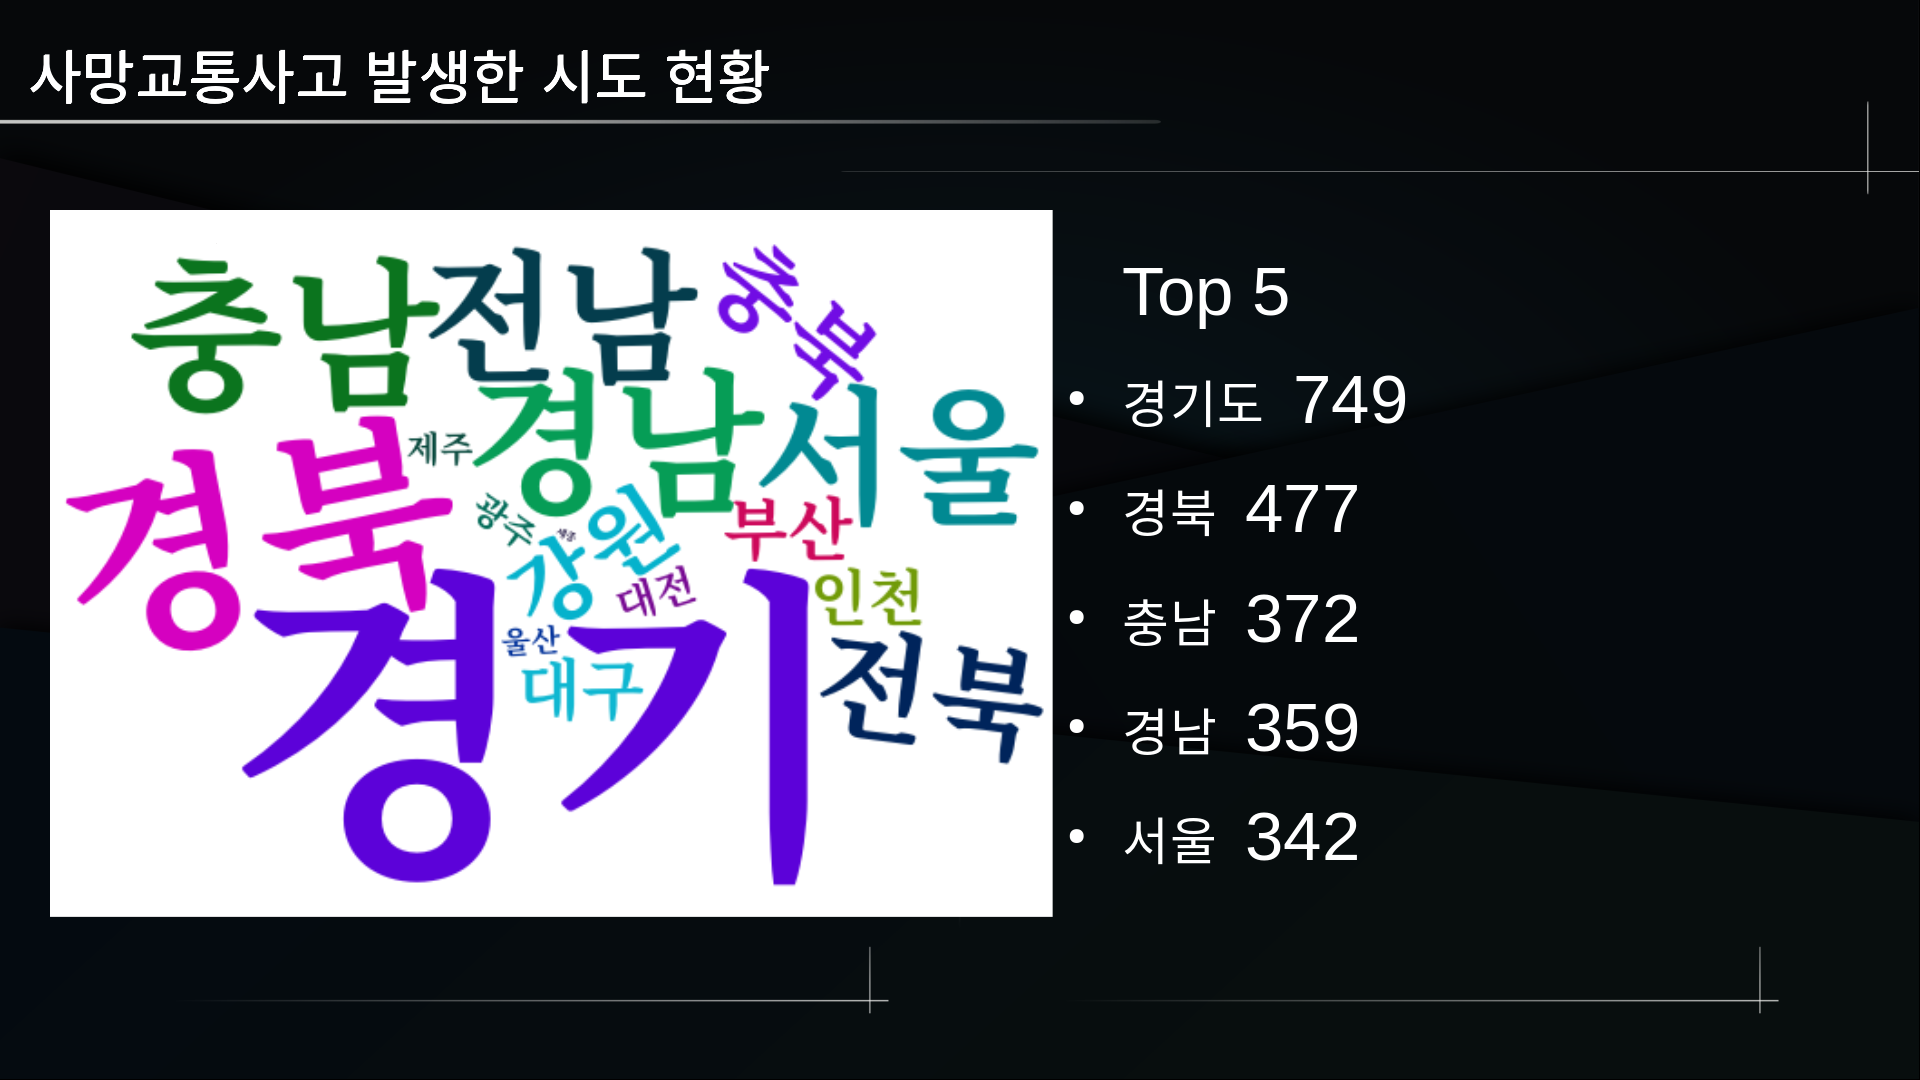 사망교통사고 발생한 시도 현황
충남
전남
충북
경남
서울
경북
제주
광주
세종
강원
부산
대전
인천
울산
대구
경기
전북
Top 5
• 경기도 749
• 경북 477
• 충남 372
• 경남 359
• 서울 342